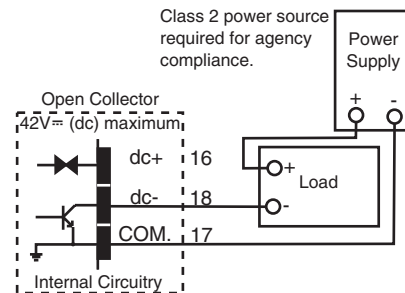 Class 2 power source
required for agency
compliance.
Power
Supply
+ -
Open Collector
42V⎓ (dc) maximum
dc+ 16
+
Load
dc- 18
-
COM. 17
Internal Circuitry